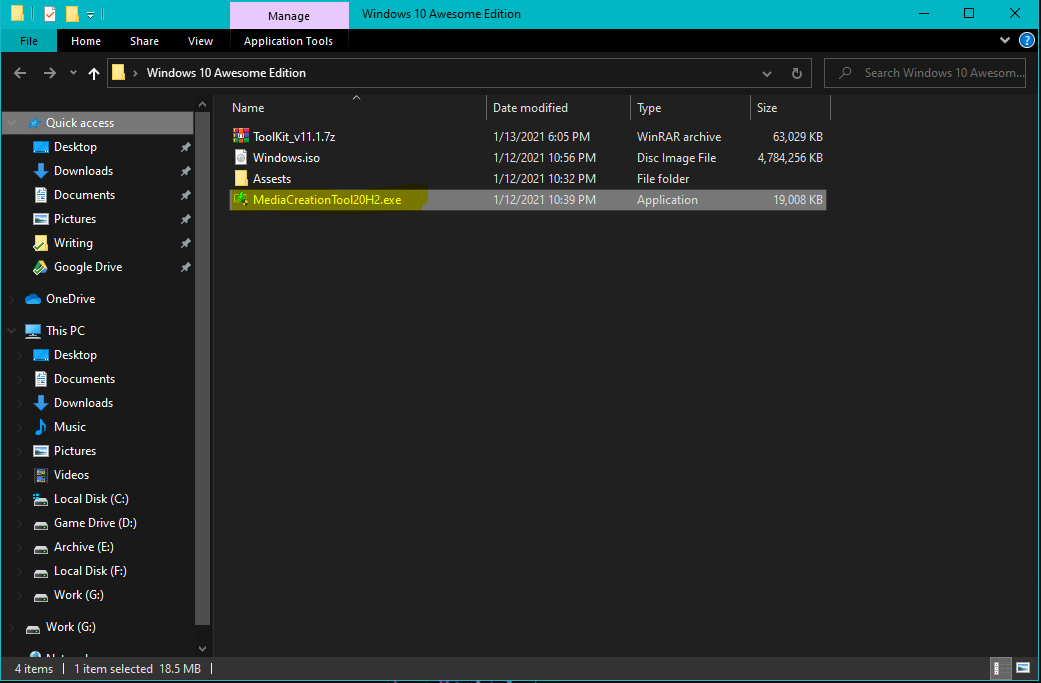 Manage
Windows 10 Awesome Edition
File Home Share View Application Tools
Windows 10 Awesome Edition
Search Windows 10 Awesom...
Name Date modified Type Size
ToolKit_v11.1.7z 1/13/2021 6:05 PM WinRAR archive 63,029 KB
Windows.iso 1/12/2021 10:56 PM Disc Image File 4,784,256 KB
Assests 1/12/2021 10:32 PM File folder
MediaCreationTool20H2.exe 1/12/2021 10:39 PM Application 19,008 KB
Quick access
Desktop
Downloads
Documents
Pictures
Writing
Google Drive
OneDrive
This PC
Desktop
Documents
Downloads
Music
Pictures
Videos
Local Disk (C:)
Game Drive (D:)
Archive (E:)
Local Disk (F:)
Work (G:)
Work (G:)
4 items 1 item selected 18.5 MB